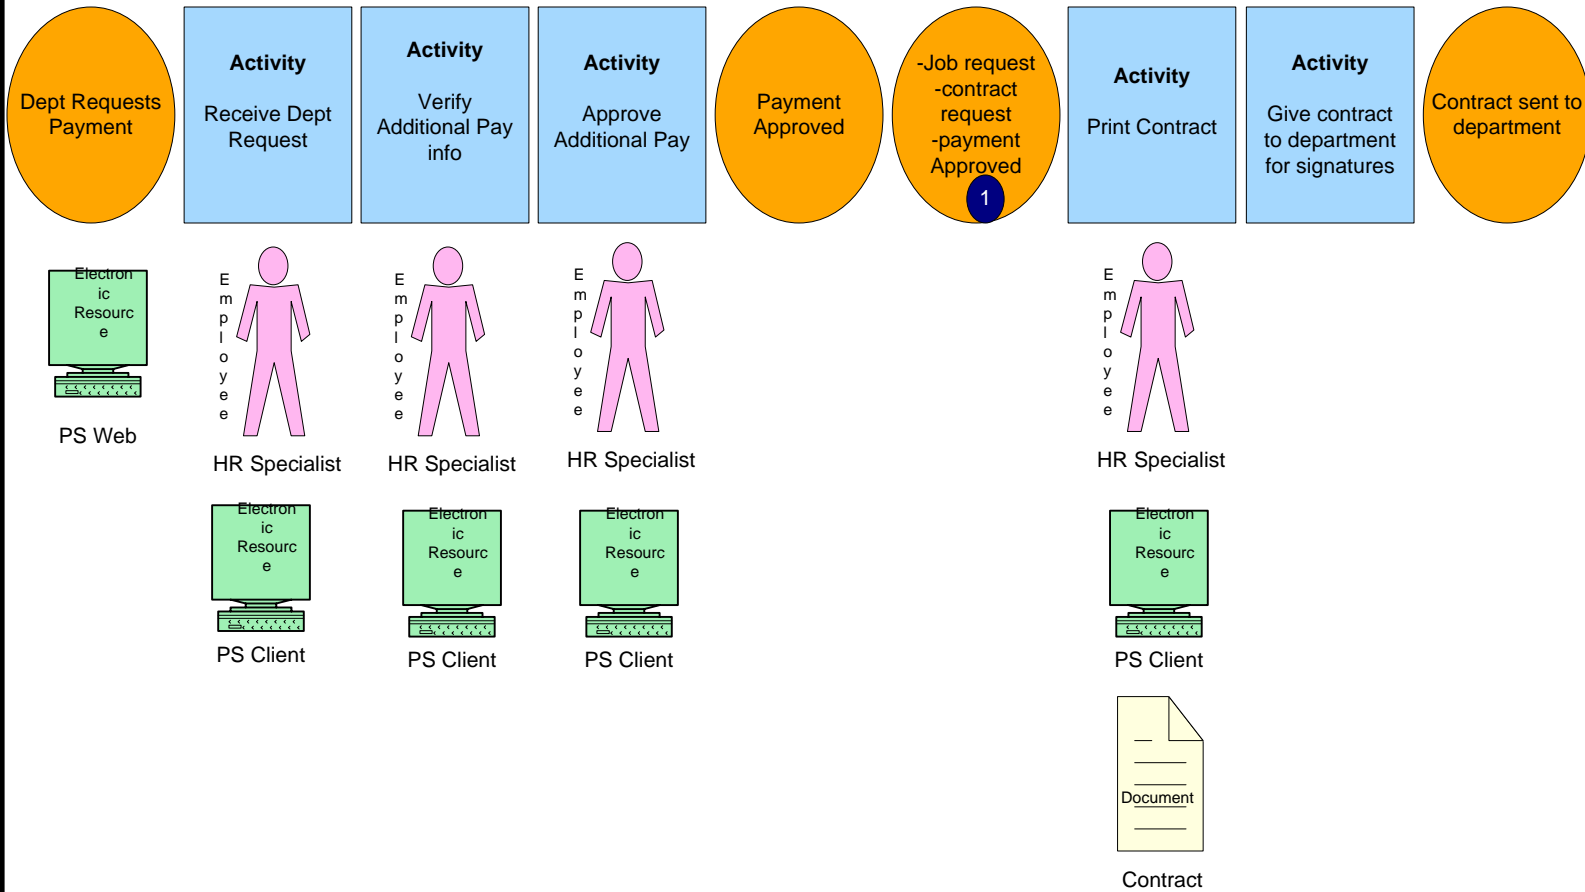 Dept Requests
Payment
Activity
Receive Dept
Request
Activity
Verify
Additional Pay
info
Activity
Approve
Additional Pay
Payment
Approved
-Job request
-contract
request
-payment
Approved
1
Activity
Print Contract
Activity
Give contract
to department
for signatures
Contract sent to
department
Electron
ic
Resourc
e
PS Web
E
m
p
l
o
y
e
e
HR Specialist
E
m
p
l
o
y
e
e
HR Specialist
E
m
p
l
o
y
e
e
HR Specialist
E
m
p
l
o
y
e
e
HR Specialist
Electron
ic
Resourc
e
PS Client
Electron
ic
Resourc
e
PS Client
Electron
ic
Resourc
e
PS Client
Electron
ic
Resourc
e
PS Client
Document
Contract